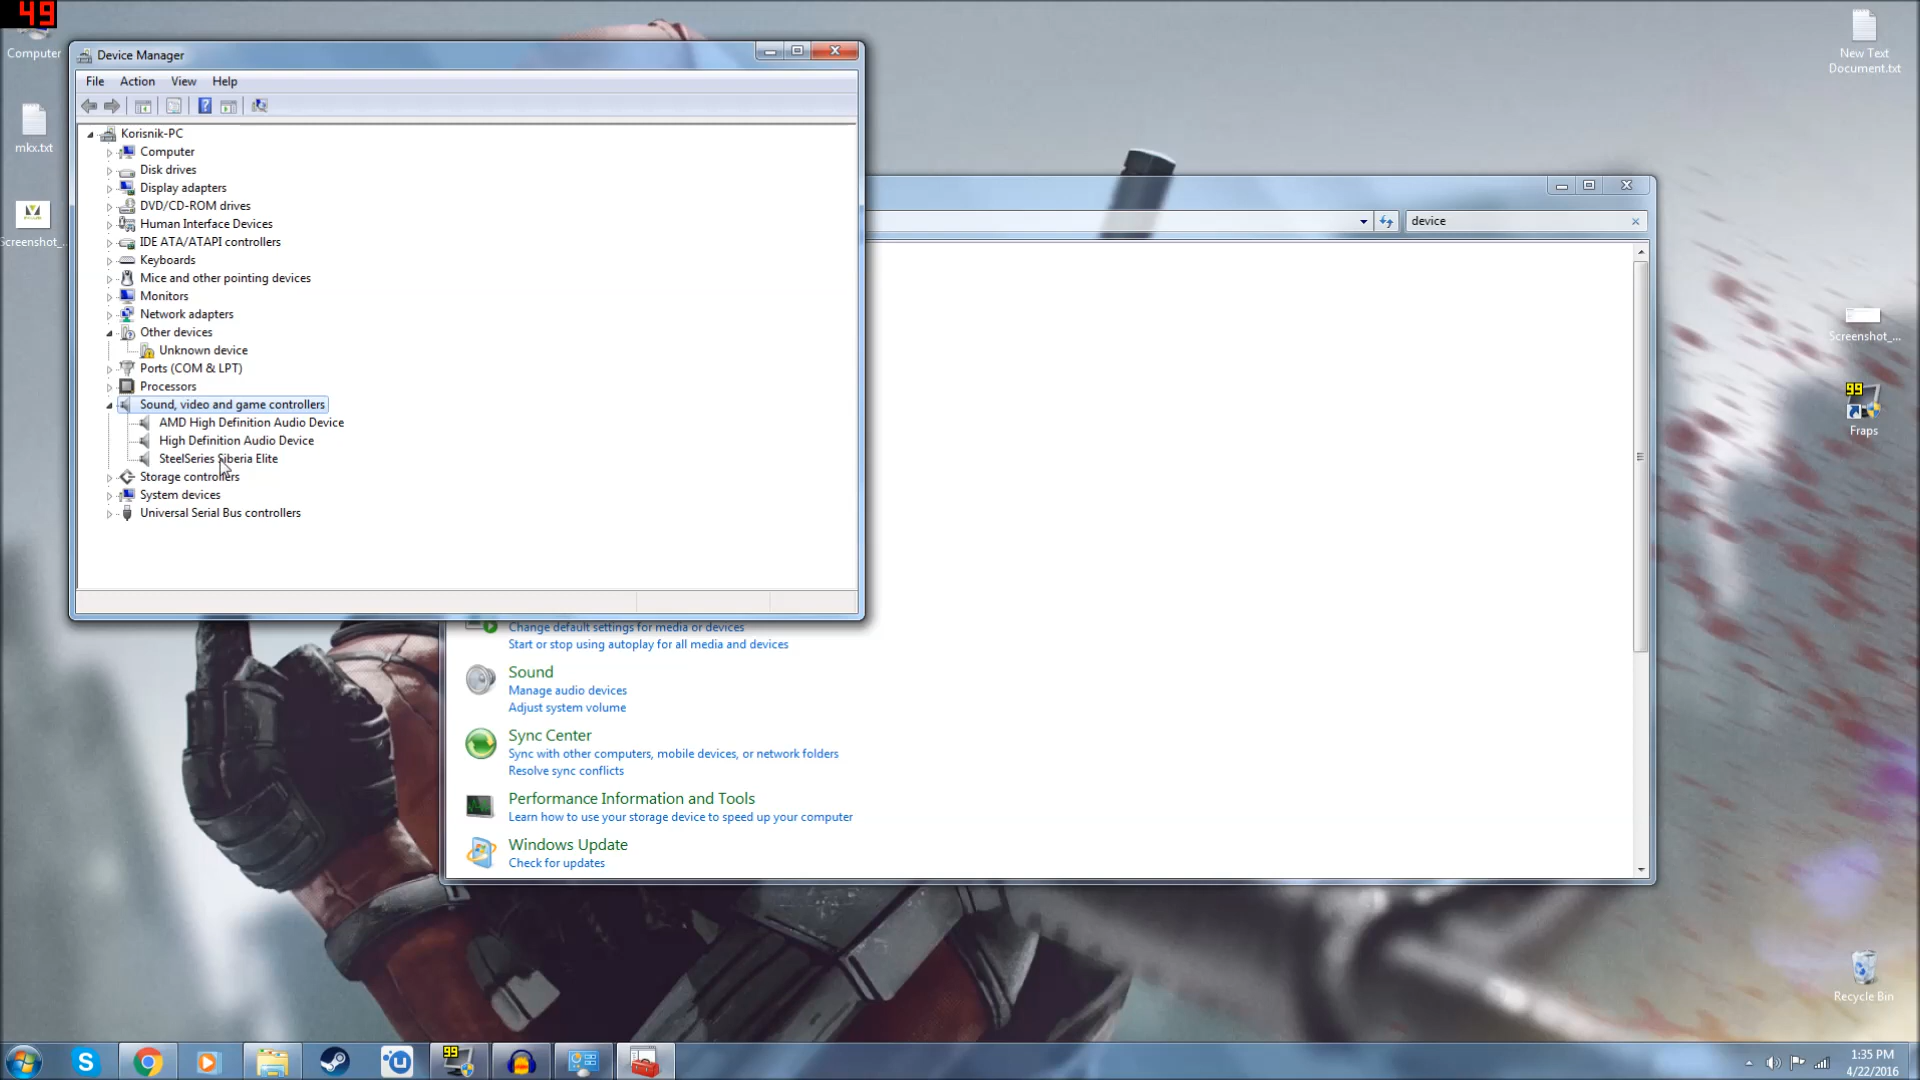 49
Computer
mkx.txt
Screenshot_...
Device Manager
File Action View Help
Korisnik-PC
Computer
Disk drives
Display adapters
DVD/CD-ROM drives
Human Interface Devices
IDE ATA/ATAPI controllers
Keyboards
Mice and other pointing devices
Monitors
Network adapters
Other devices
Unknown device
Ports (COM & LPT)
Processors
Sound, video and game controllers
AMD High Definition Audio Device
High Definition Audio Device
SteelSeries Siberia Elite
Storage controllers
System devices
Universal Serial Bus controllers
device
Change default settings for media or devices
Start or stop using autoplay for all media and devices
Sound
Manage audio devices
Adjust system volume
Sync Center
Sync with other computers, mobile devices, or network folders
Resolve sync conflicts
Performance Information and Tools
Learn how to use your storage device to speed up your computer
Windows Update
Check for updates
New Text
Document.txt
Screenshot_...
99
Fraps
Recycle Bin
99
1:35 PM
4/22/2016